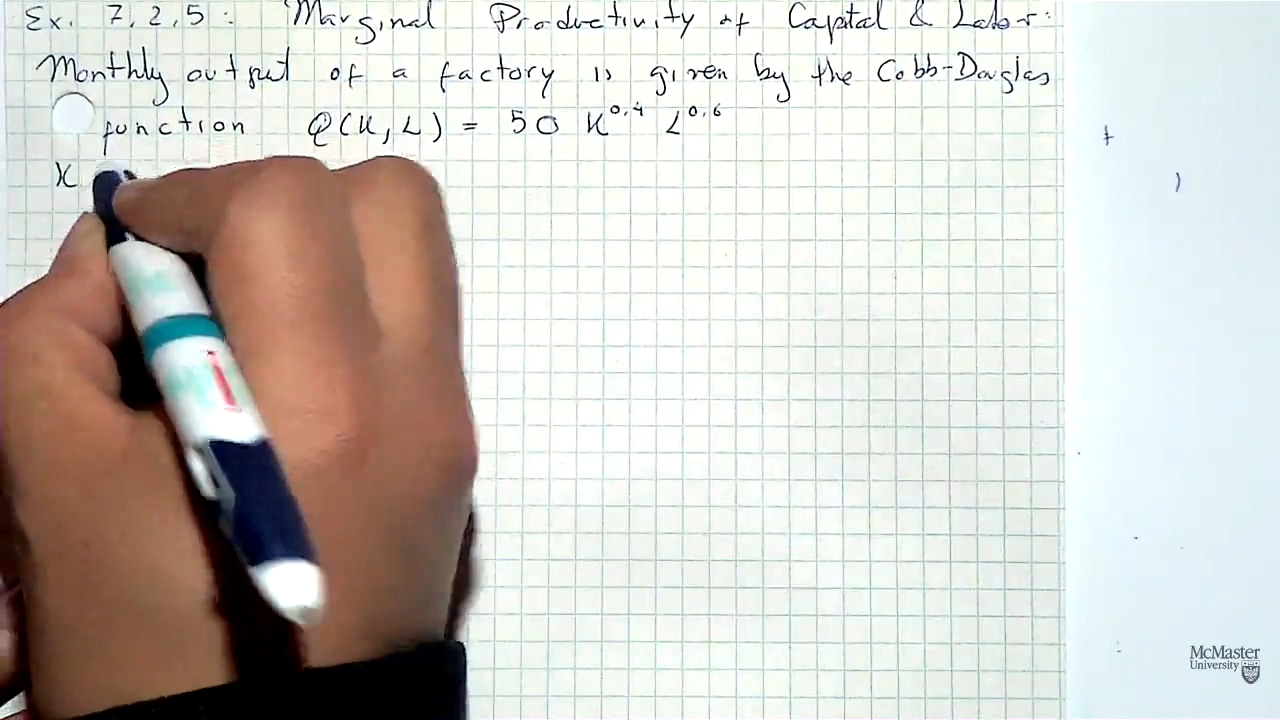 Ex. 7.2.5: Marginal Productivity of Capital & Labor:
Monthly output of a factory is given by the Cobb-Douglas
function Q(K, L) = 50 K^0.4 L^0.6
K
McMaster
University